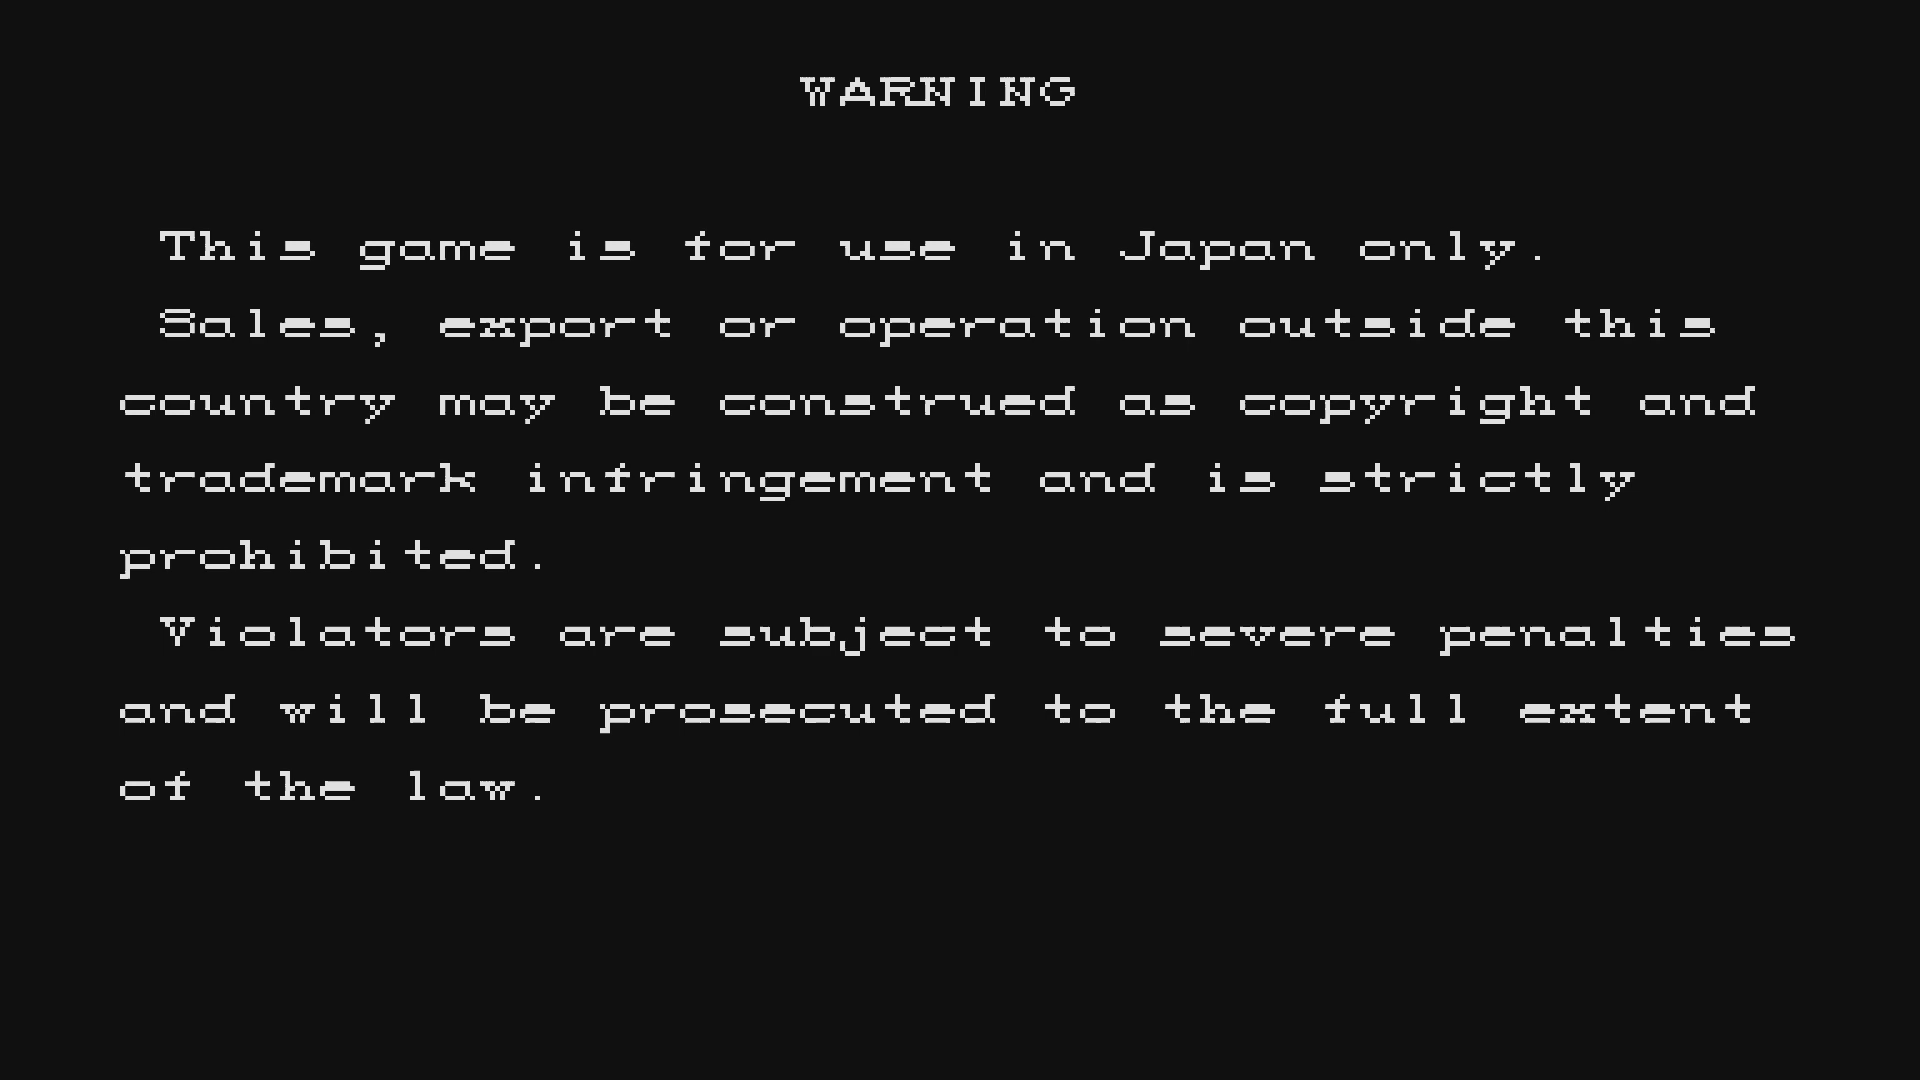 WARNING
This game is for use in Japan only.
Sales, export or operation outside this
country may be construed as copyright and
trademark infringement and is strictly
prohibited.
Violators are subject to severe penalties
and will be prosecuted to the full extent
of the law.